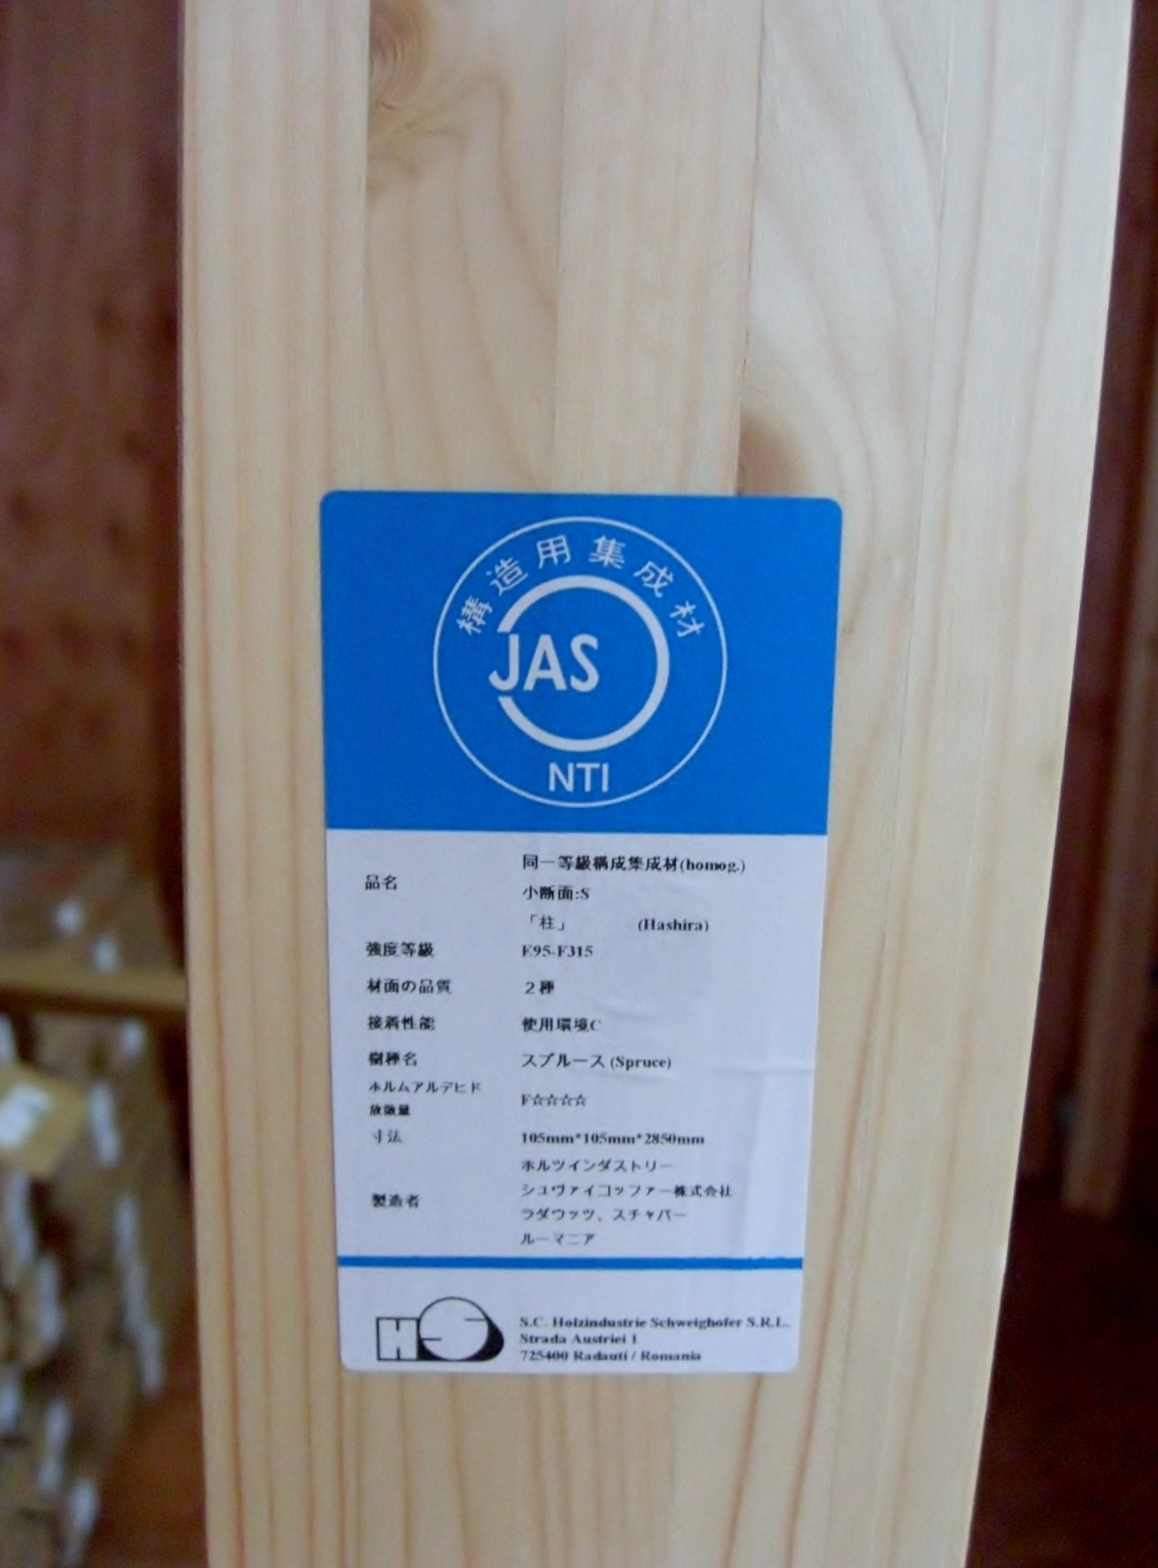 構造用集成材
JAS
NTI
品名 同一等級構成集成材(homog.)
小断面:S
「柱」 (Hashira)
強度等級 E95-F315
材面の品質 2種
接着性能 使用環境C
樹種名 スプルース(Spruce)
ホルムアルデヒド
放散量 F☆☆☆☆
寸法 105mm*105mm*2850mm
製造者 ホルツインダストリー
シュヴァイコッファー株式会社
ラダウッツ、スチャバー
ルーマニア
S.C. Holzindustrie Schweighofer S.R.L.
Strada Austriei 1
725400 Radauti / Romania